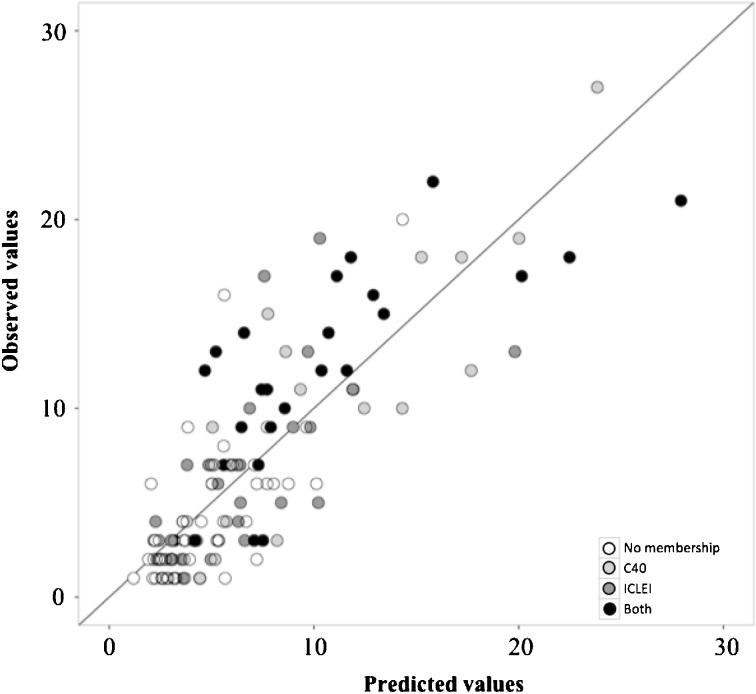 30
20
10
0
Observed values
0 10 20 30
Predicted values
No membership
C40
ICLEI
Both